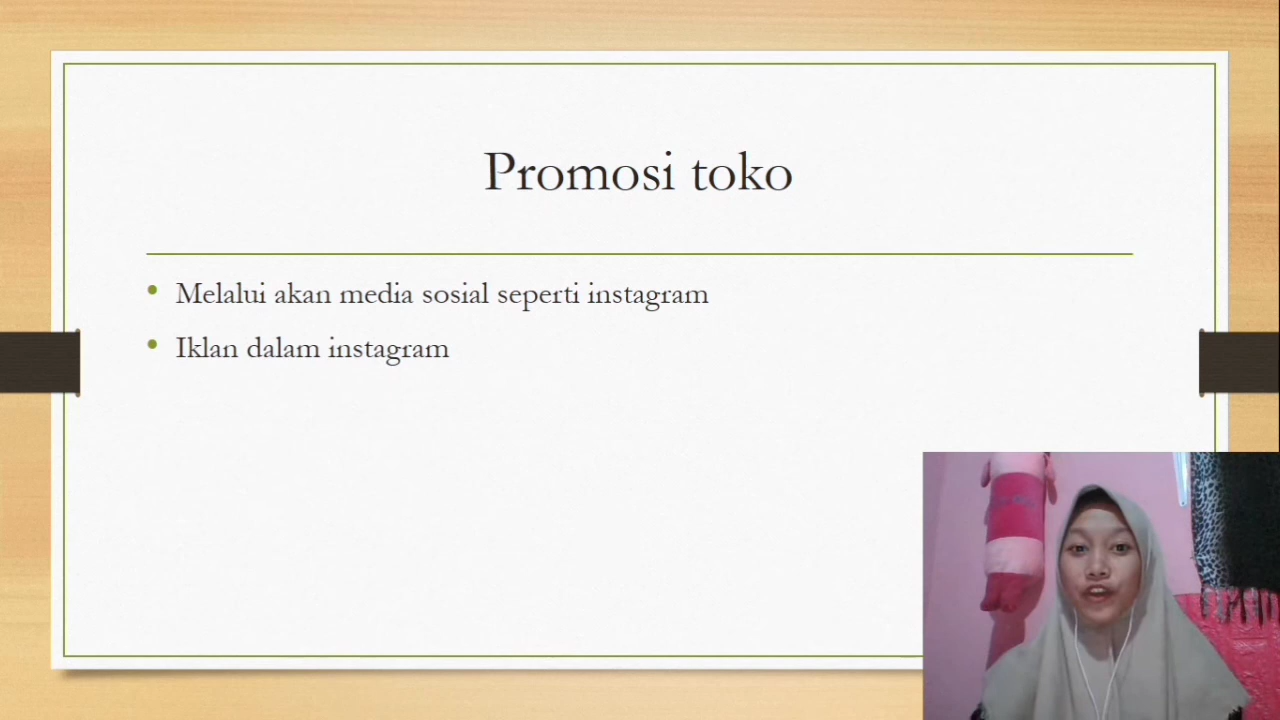 Promosi toko
Melalui akan media sosial seperti instagram
Iklan dalam instagram